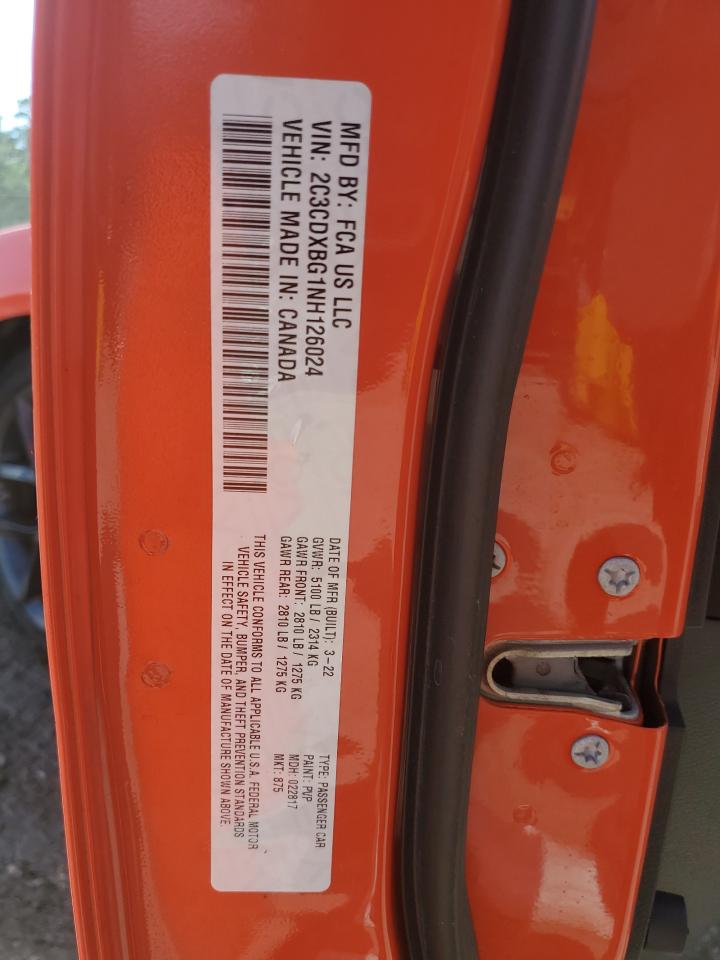 MFD BY: FCA US LLC
VIN: 2C3CDXBG1NH126024
VEHICLE MADE IN: CANADA
DATE OF MFR (BUILT): 3-22
GVWR: 5100 LB / 2314 KG
GAWR FRONT: 2810 LB / 1275 KG
GAWR REAR: 2810 LB / 1275 KG
TYPE: PASSENGER CAR
PAINT: PVP
MDH: 022817
MKT: 875
THIS VEHICLE CONFORMS TO ALL APPLICABLE U.S.A. FEDERAL MOTOR
VEHICLE SAFETY, BUMPER, AND THEFT PREVENTION STANDARDS
IN EFFECT ON THE DATE OF MANUFACTURE SHOWN ABOVE.